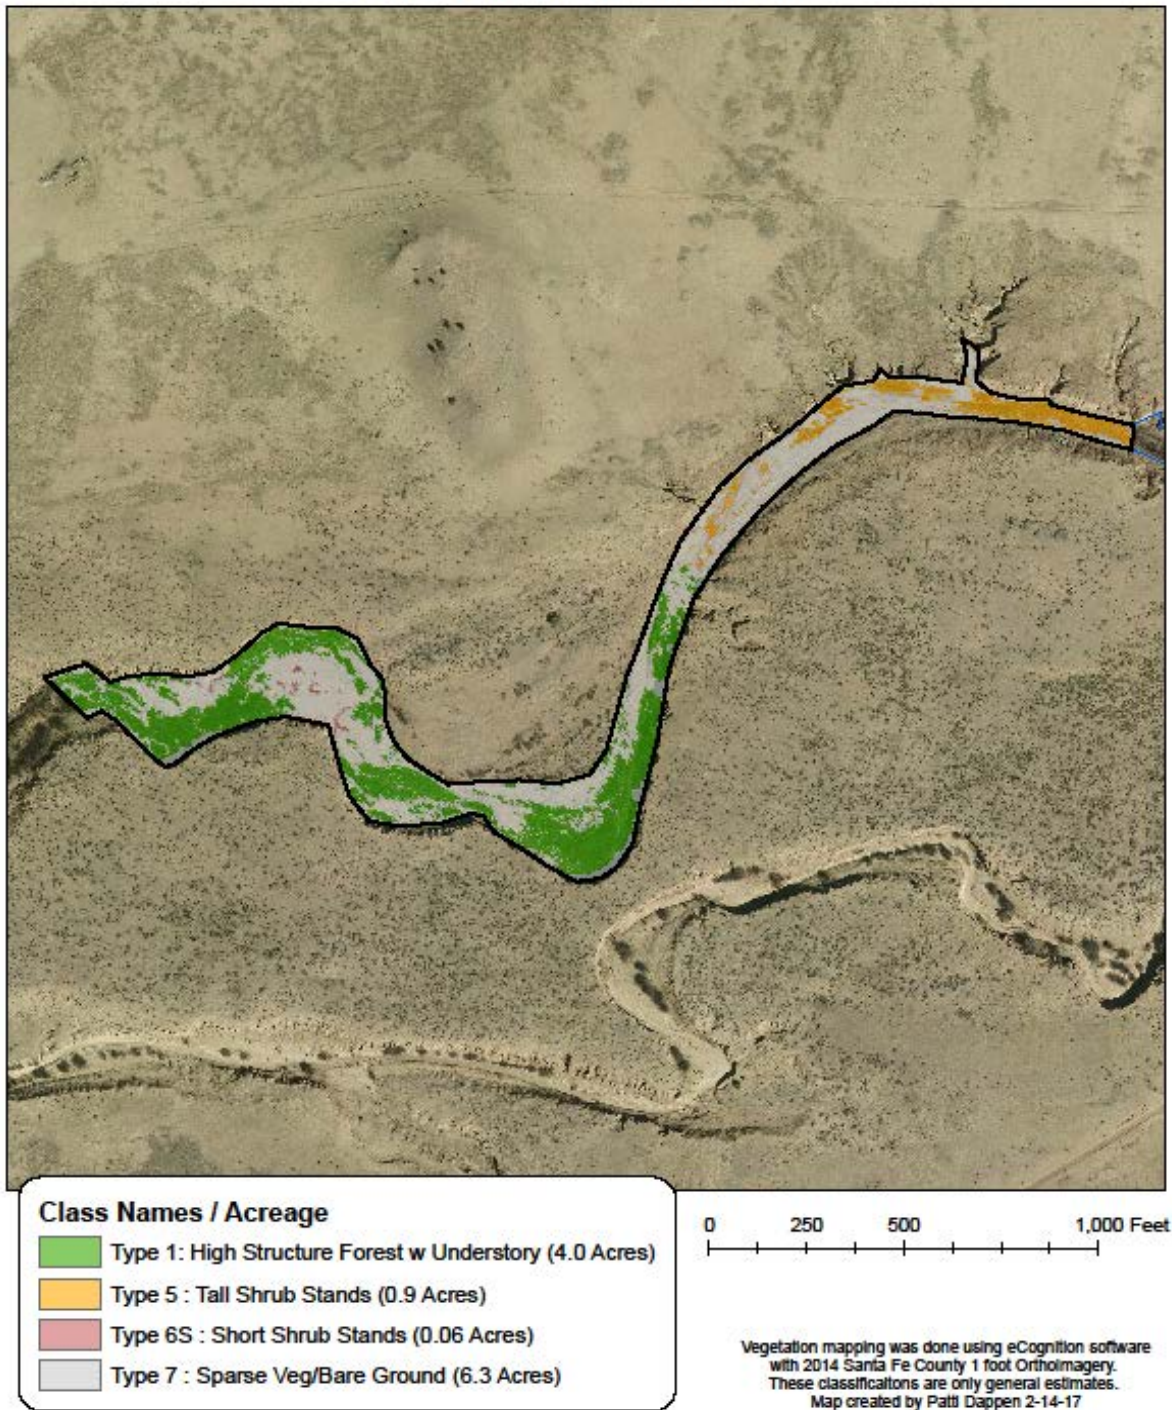 Class Names / Acreage
Type 1: High Structure Forest w Understory (4.0 Acres)
Type 5 : Tall Shrub Stands (0.9 Acres)
Type 6S : Short Shrub Stands (0.06 Acres)
Type 7 : Sparse Veg/Bare Ground (6.3 Acres)
0 250 500 1,000 Feet
Vegetation mapping was done using eCognition software
with 2014 Santa Fe County 1 foot Orthoimagery.
These classificaitons are only general estimates.
Map created by Patti Dappen 2-14-17